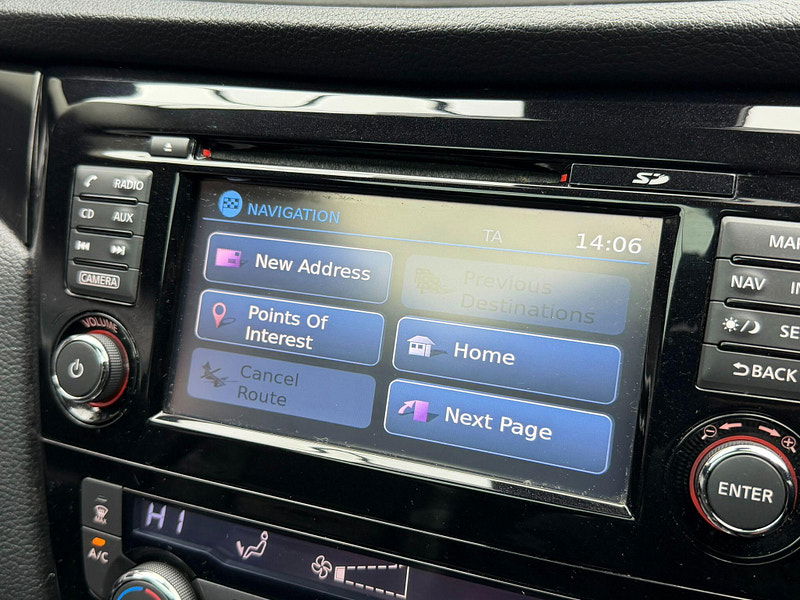 RADIO
CD AUX
CAMERA
VOLUME
SD
NAVIGATION
TA
14:06
New Address
Previous
Destinations
Points Of
Interest
Home
Cancel
Route
Next Page
NAV
BACK
ENTER
MAX
A/C
HI